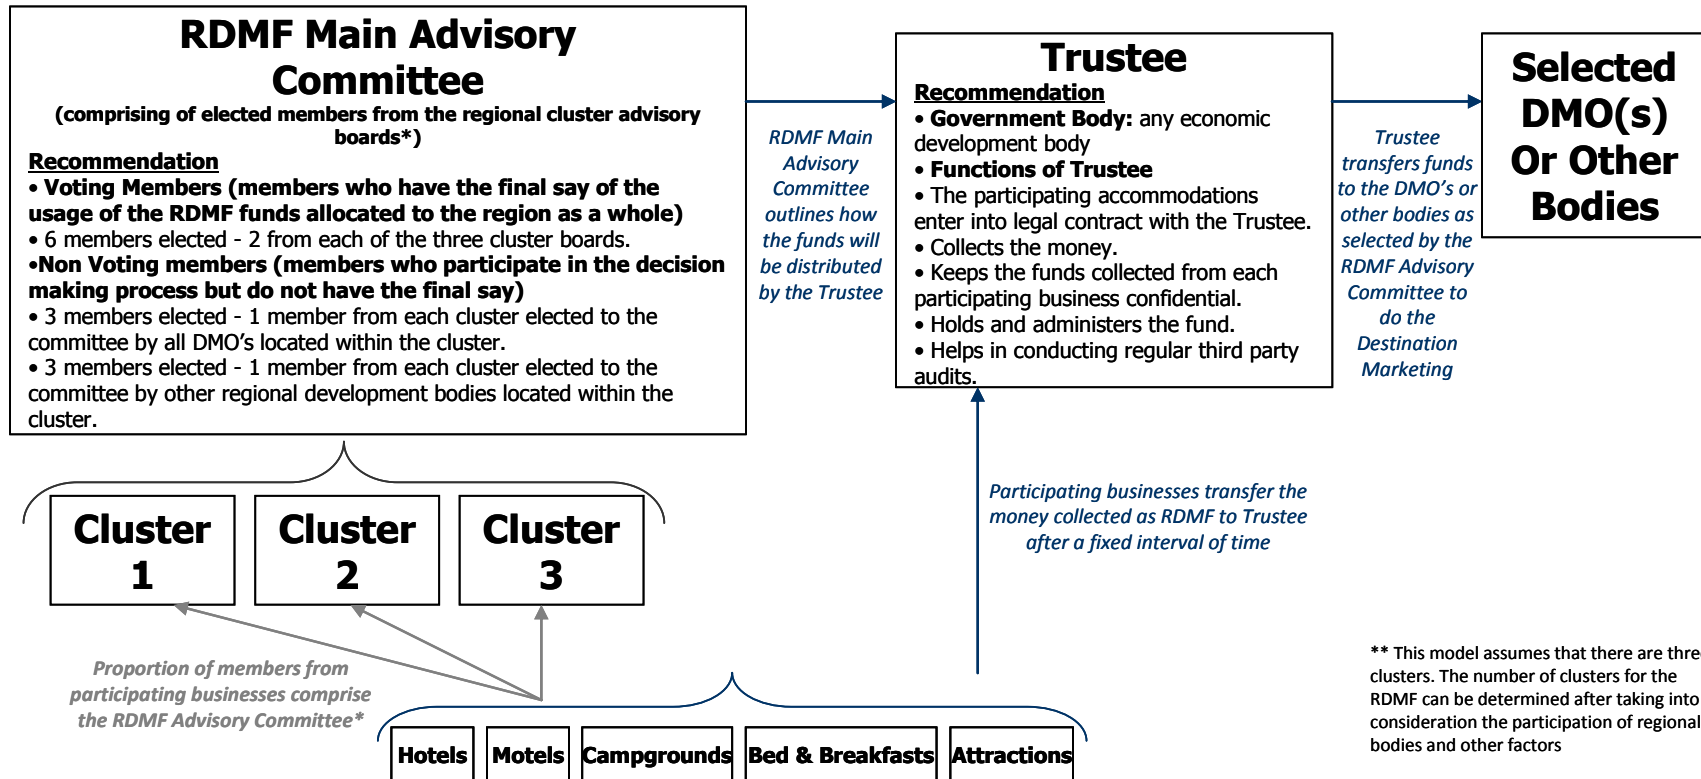 RDMF Main Advisory
Committee
(comprising of elected members from the regional cluster advisory
boards*)
Recommendation
• Voting Members (members who have the final say of the
usage of the RDMF funds allocated to the region as a whole)
• 6 members elected - 2 from each of the three cluster boards.
•Non Voting members (members who participate in the decision
making process but do not have the final say)
• 3 members elected - 1 member from each cluster elected to the
committee by all DMO's located within the cluster.
• 3 members elected - 1 member from each cluster elected to the
committee by other regional development bodies located within the
cluster.
RDMF Main
Advisory
Committee
outlines how
the funds will
be distributed
by the Trustee
Trustee
Recommendation
• Government Body: any economic
development body
• Functions of Trustee
• The participating accommodations
enter into legal contract with the Trustee.
• Collects the money.
• Keeps the funds collected from each
participating business confidential.
• Holds and administers the fund.
• Helps in conducting regular third party
audits.
Trustee
transfers funds
to the DMO's or
other bodies as
selected by the
RDMF Advisory
Committee to
do the
Destination
Marketing
Selected
DMO(s)
Or Other
Bodies
Cluster
1
Cluster
2
Cluster
3
Participating businesses transfer the
money collected as RDMF to Trustee
after a fixed interval of time
Proportion of members from
participating businesses comprise
the RDMF Advisory Committee*
** This model assumes that there are three
clusters. The number of clusters for the
RDMF can be determined after taking into
consideration the participation of regional
bodies and other factors
Hotels
Motels
Campgrounds
Bed & Breakfasts
Attractions